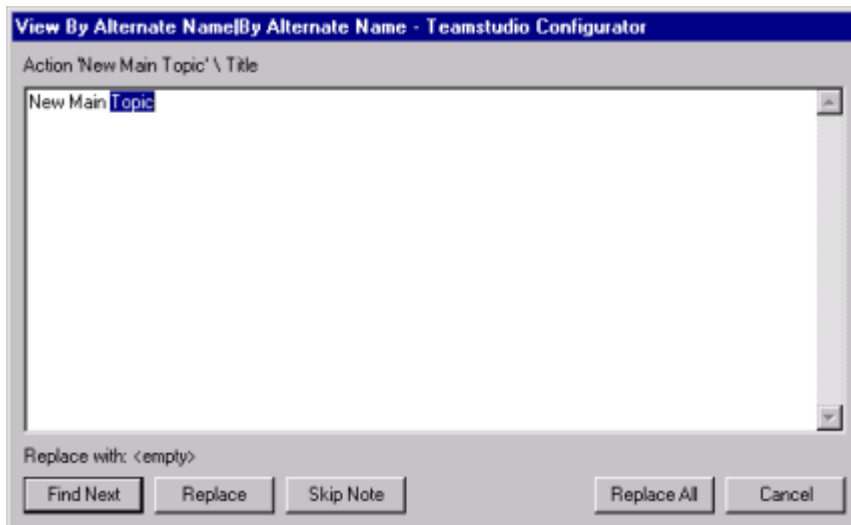 View By Alternate Name|By Alternate Name - Teamstudio Configurator
Action 'New Main Topic' \ Title
New Main Topic
Replace with: <empty>
Find Next Replace Skip Note Replace All Cancel